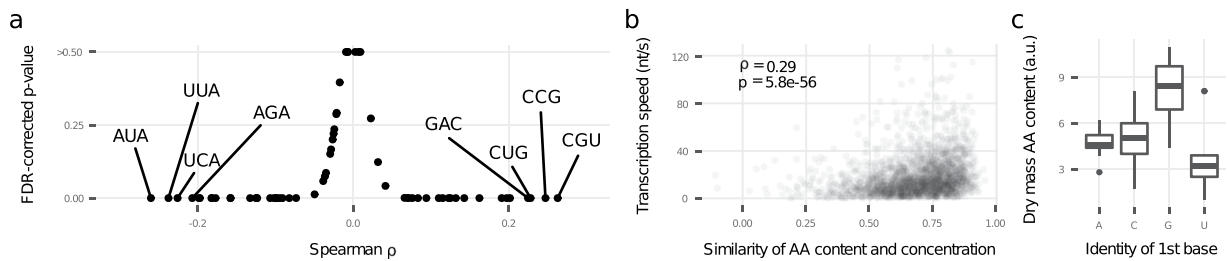 a
FDR-corrected p-value
>0.50
0.25
0.00
AUA
UUA
UCA
AGA
GAC
CUG
CCG
CGU
-0.2
0.0
0.2
Spearman ρ
b
Transcription speed (nt/s)
120
80
40
0
ρ = 0.29
p = 5.8e-56
0.00
0.25
0.50
0.75
1.00
Similarity of AA content and concentration
c
Dry mass AA content (a.u.)
9
6
3
A
C
G
U
Identity of 1st base